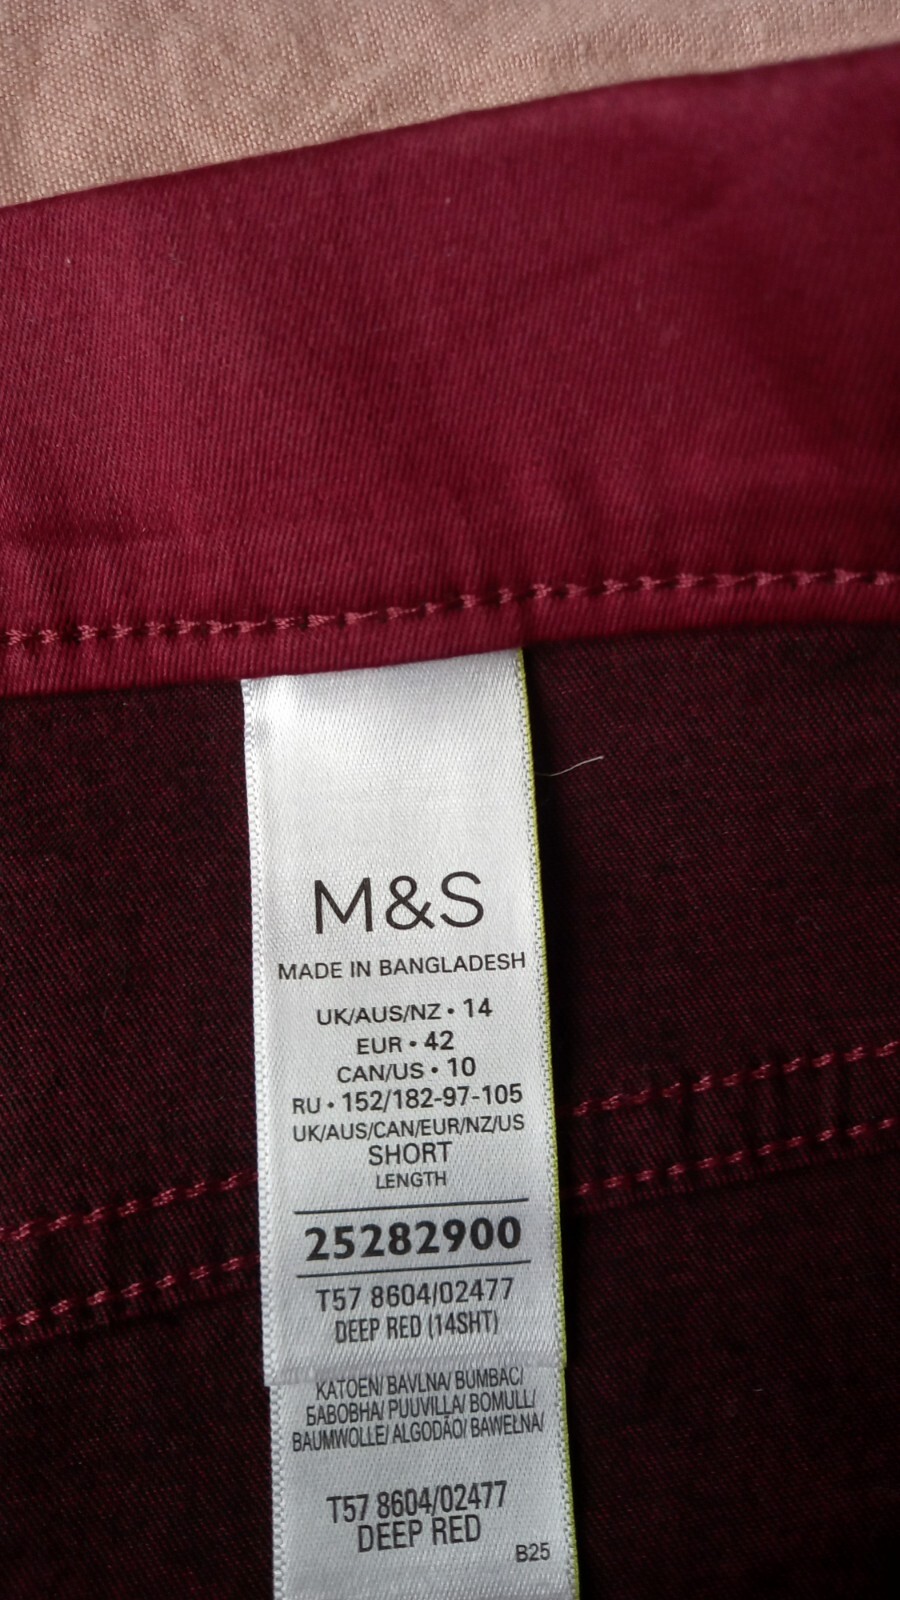 M&S
MADE IN BANGLADESH
UK/AUS/NZ • 14
EUR • 42
CAN/US • 10
RU • 152/182-97-105
UK/AUS/CAN/EUR/NZ/US
SHORT
LENGTH
25282900
T57 8604/02477
DEEP RED (14SHT)
KATOEN/ BAVLNA/ BUMBAC/
БАВОВНА/ PUUVILLA/ BOMULL/
BAUMWOLLE/ ALGODÃO/ BAWEŁNA/
T57 8604/02477
DEEP RED
B25